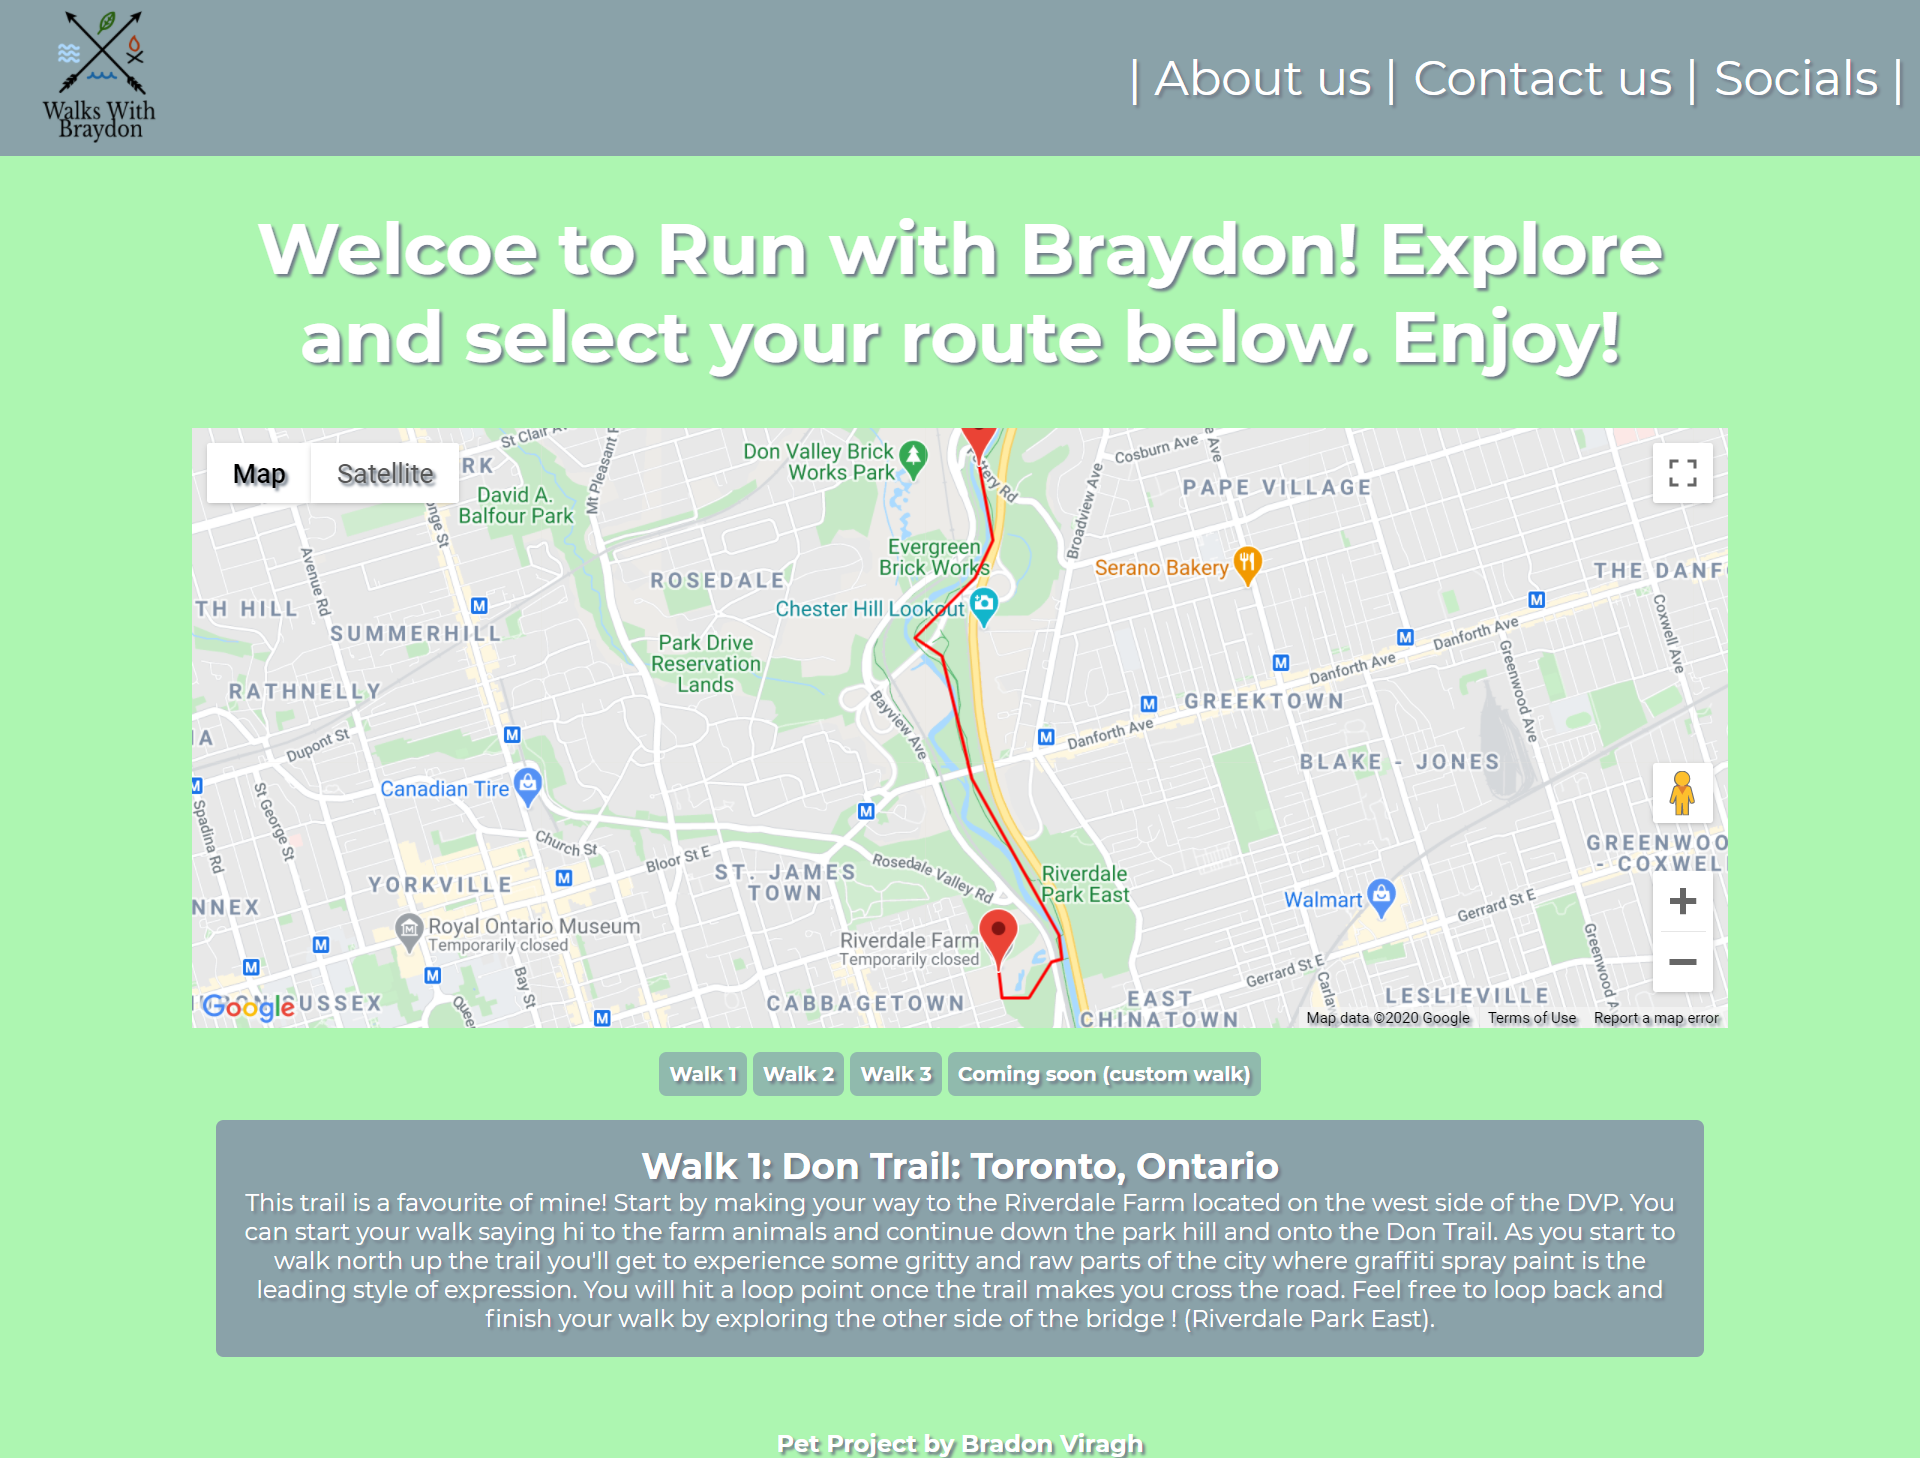 Walks With
Braydon
| About us | Contact us | Socials |
Welcoe to Run with Braydon! Explore
and select your route below. Enjoy!
Map
Satellite
RK
St Clair A
Mt Pleasant R
Don Valley Brick
Works Park
ttery Rd
Cosburn Ave
e Ave
Broadview Ave
PAPE VILLAGE
David A.
Balfour Park
onge St
Avenue Rd
Evergreen
Brick Works
Serano Bakery
THE DANF
ROSEDALE
TH HILL
SUMMERHILL
M
Chester Hill Lookout
M
Coxwell Ave
Danforth Ave
M
Park Drive
Reservation
Lands
M
Danforth Ave
Greenwood Ave
RATHNELLY
Bayview Ave
M
GREEKTOWN
IA
Dupont St
M
M
Danforth Ave
BLAKE - JONES
Canadian Tire
M
M
Spadina Rd
St George St
Church St
Bloor St E
ST. JAMES
TOWN
Rosedale Valley Rd
Riverdale
Park East
GREENWOO
- COXWELL
YORKVILLE
M
Walmart
Gerrard St E
NNEX
Royal Ontario Museum
Temporarily closed
M
M
M
Riverdale Farm
Temporarily closed
Gerrard St E
Greenwood A
Carlaw
Bay St
Queen
SUSSEX
Google
M
CABBAGETOWN
EAST
CHINATOWN
LESLIEVILLE
Map data ©2020 Google
Terms of Use
Report a map error
Walk 1
Walk 2
Walk 3
Coming soon (custom walk)
Walk 1: Don Trail: Toronto, Ontario
This trail is a favourite of mine! Start by making your way to the Riverdale Farm located on the west side of the DVP. You
can start your walk saying hi to the farm animals and continue down the park hill and onto the Don Trail. As you start to
walk north up the trail you'll get to experience some gritty and raw parts of the city where graffiti spray paint is the
leading style of expression. You will hit a loop point once the trail makes you cross the road. Feel free to loop back and
finish your walk by exploring the other side of the bridge ! (Riverdale Park East).
Pet Project by Bradon Viragh